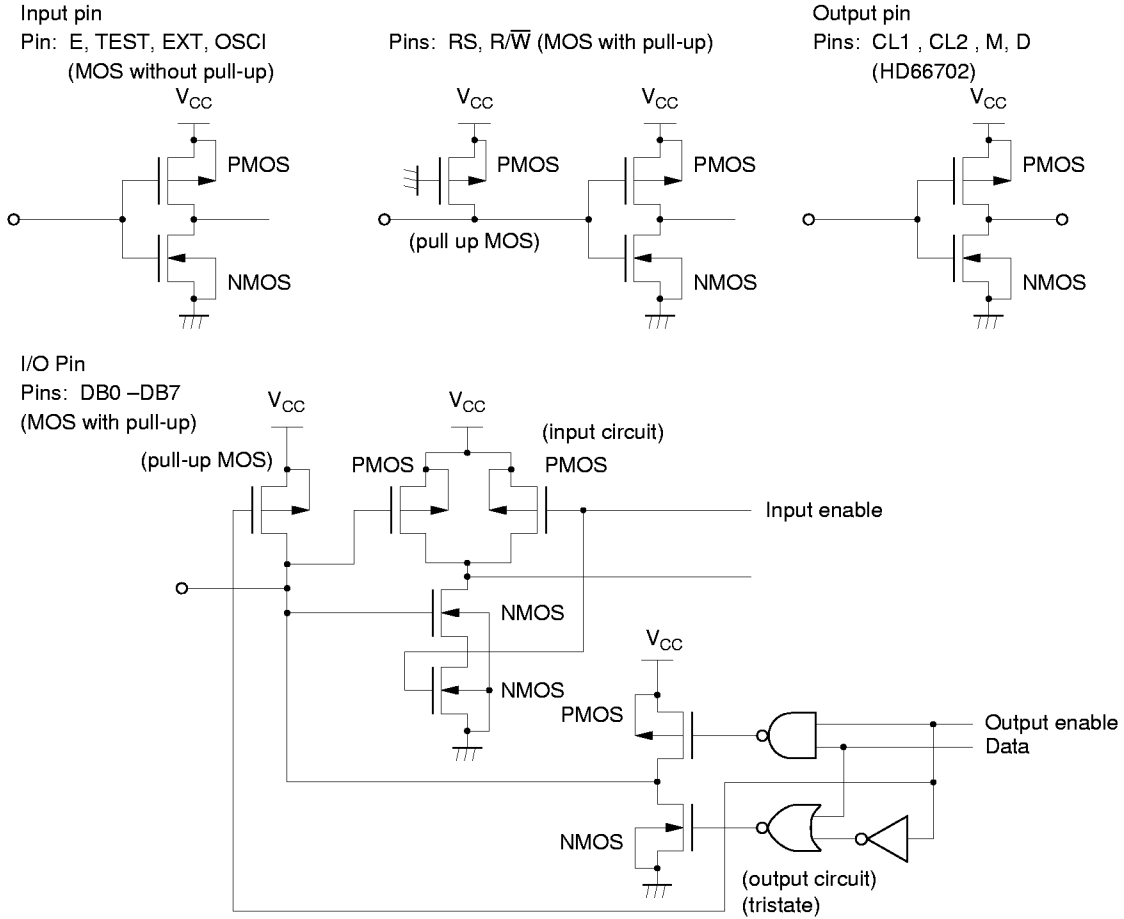 Input pin
Pin: E, TEST, EXT, OSCI
(MOS without pull-up)
VCC
PMOS
NMOS
Pins: RS, R/W̅ (MOS with pull-up)
VCC
PMOS
(pull up MOS)
VCC
PMOS
NMOS
Output pin
Pins: CL1 , CL2 , M, D
(HD66702)
VCC
PMOS
NMOS
I/O Pin
Pins: DB0 –DB7
(MOS with pull-up)
VCC
(pull-up MOS)
VCC
(input circuit)
PMOS
PMOS
Input enable
NMOS
NMOS
VCC
PMOS
Output enable
Data
NMOS
(output circuit)
(tristate)